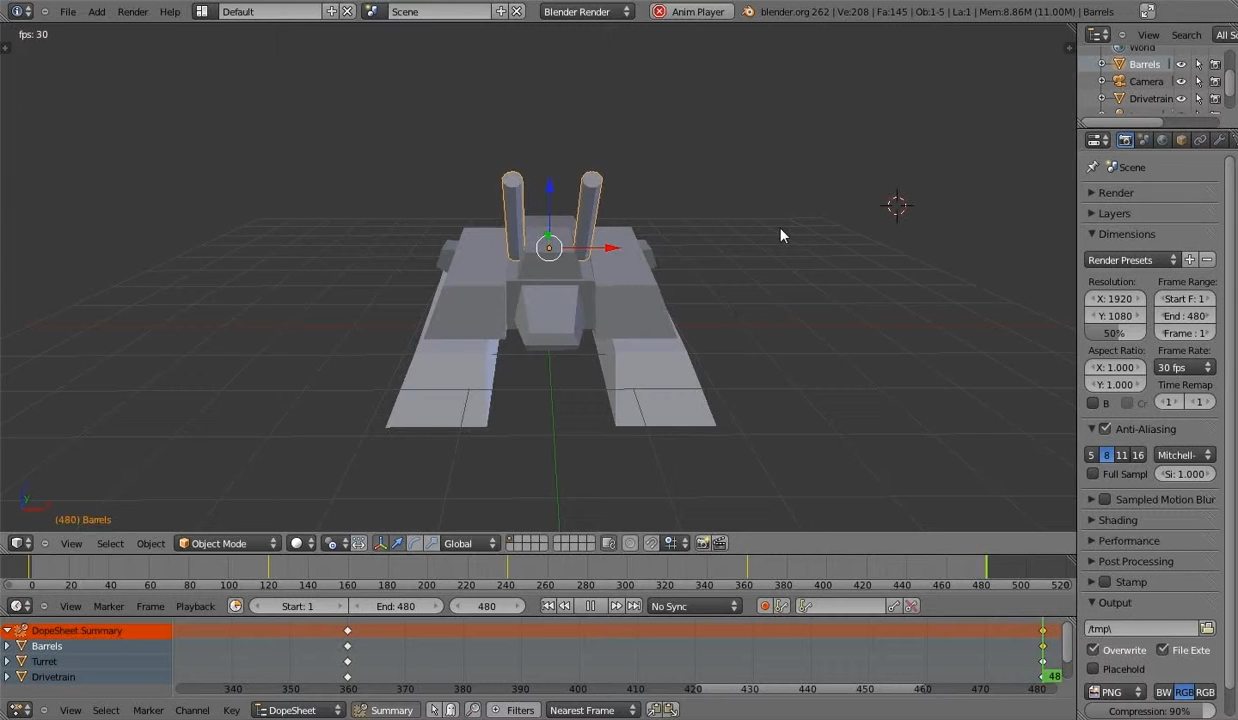 File Add Render Help Default Scene Blender Render Anim Player blender.org 262 | Ve:208 | Fa:145 | Ob:1-5 | La:1 | Mem:8.86M (11.00M) | Barrels
fps: 30
View Search All S
World
Barrels
Camera
Drivetrain
Scene
Render
Layers
Dimensions
Render Presets
Resolution: Frame Range:
X: 1920 Start F: 1
Y: 1080 End : 480
50% Frame : 1
Aspect Ratio: Frame Rate:
X: 1.000 30 fps
Y: 1.000 Time Remap
B Cr 1 1
Anti-Aliasing
5 8 11 16 Mitchell-
Full Sampl Si: 1.000
Sampled Motion Blur
Shading
Performance
Post Processing
Stamp
Output
/tmp\
Overwrite File Exte
Placehold
PNG BW RGB RGB
Compression: 90%
y
(480) Barrels
View Select Object Object Mode Global
0 20 40 60 80 100 120 140 160 180 200 220 240 260 280 300 320 340 360 380 400 420 440 460 480 500 520
View Marker Frame Playback Start: 1 End: 480 480 No Sync
DopeSheet Summary
Barrels
Turret
Drivetrain
48
340 360 370 380 390 400 410 420 430 440 450 460 470 480
View Select Marker Channel Key DopeSheet Summary Filters Nearest Frame